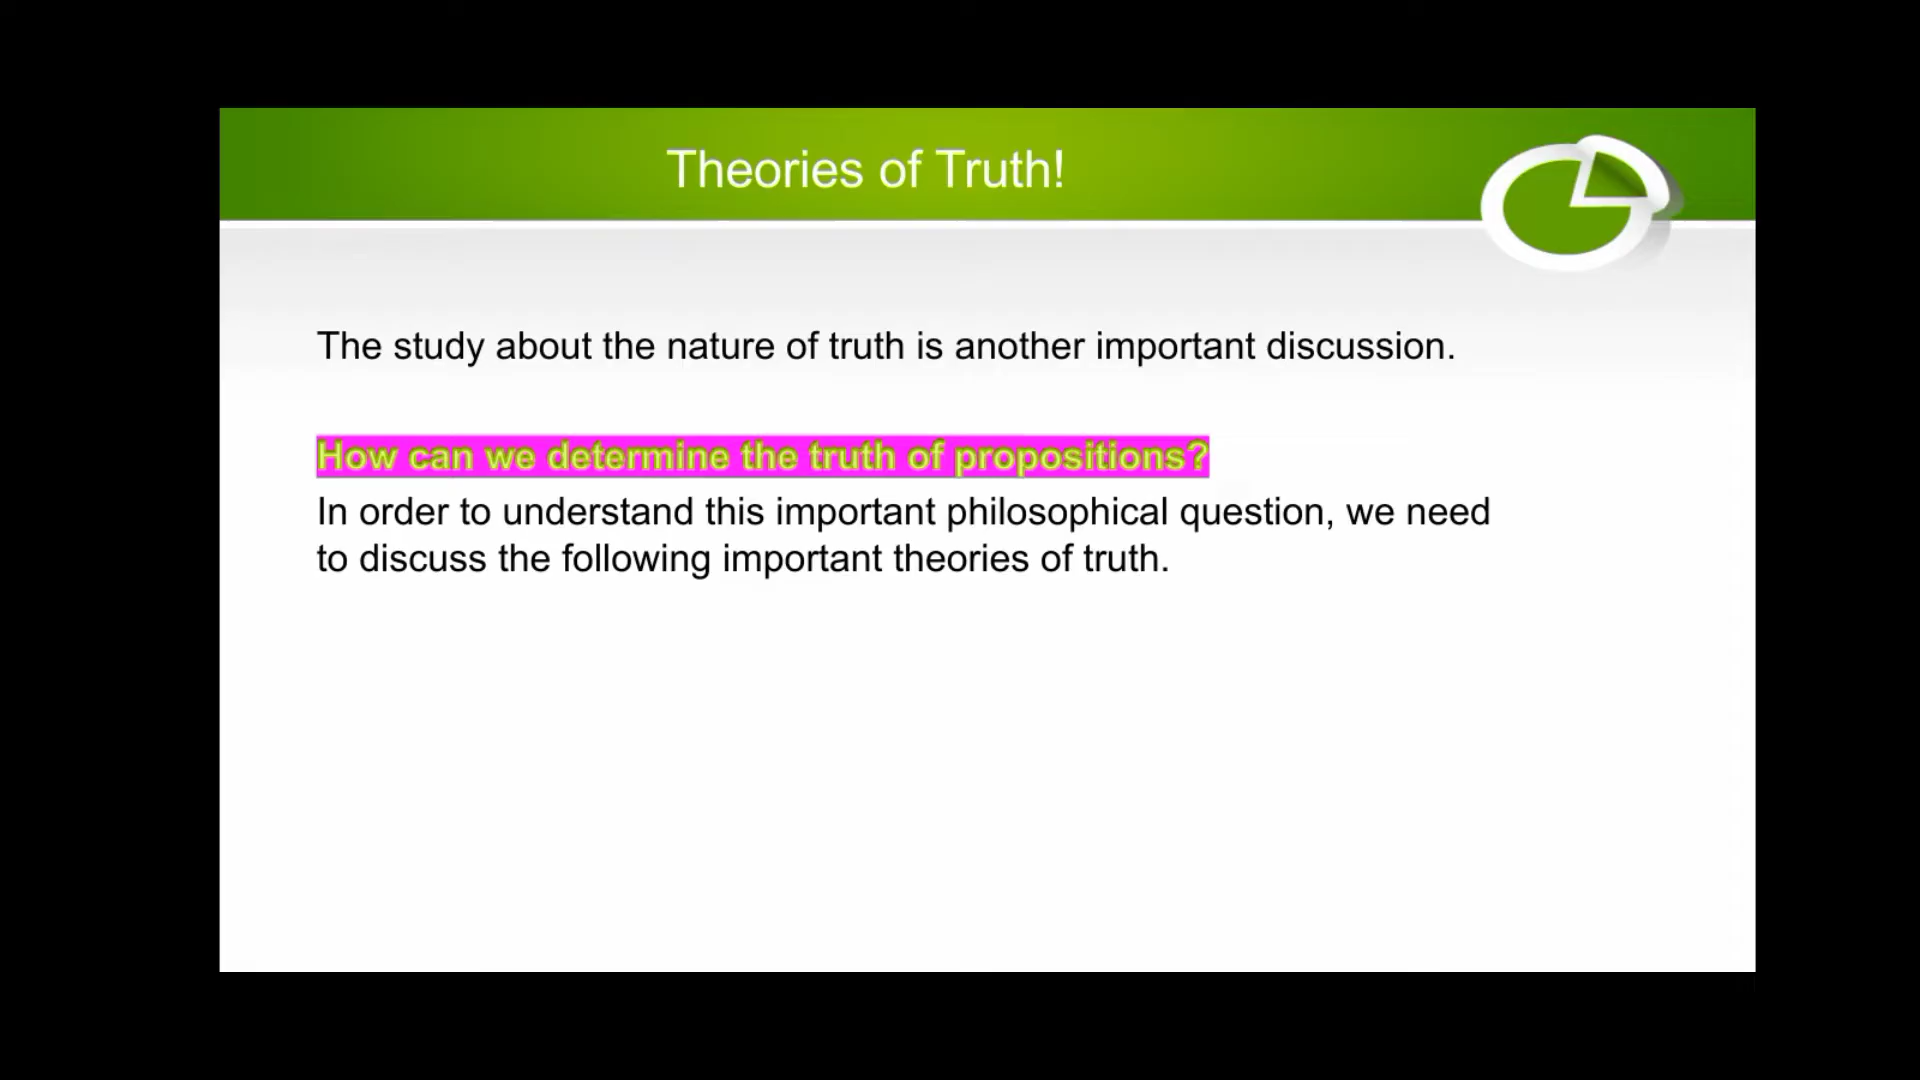 Theories of Truth!
The study about the nature of truth is another important discussion.
How can we determine the truth of propositions?
In order to understand this important philosophical question, we need
to discuss the following important theories of truth.